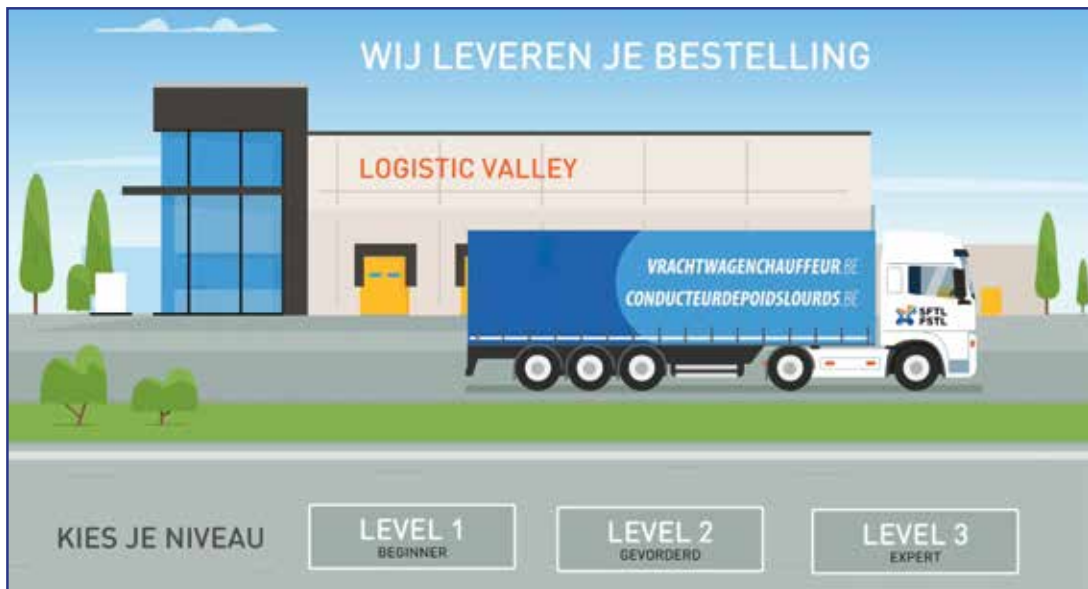 WIJ LEVEREN JE BESTELLING
LOGISTIC VALLEY
VRACHTWAGENCHAUFFEUR.BE
CONDUCTEURDEPOIDSLOURDS.BE
SFTL
FSTL
KIES JE NIVEAU
LEVEL 1
BEGINNER
LEVEL 2
GEVORDERD
LEVEL 3
EXPERT